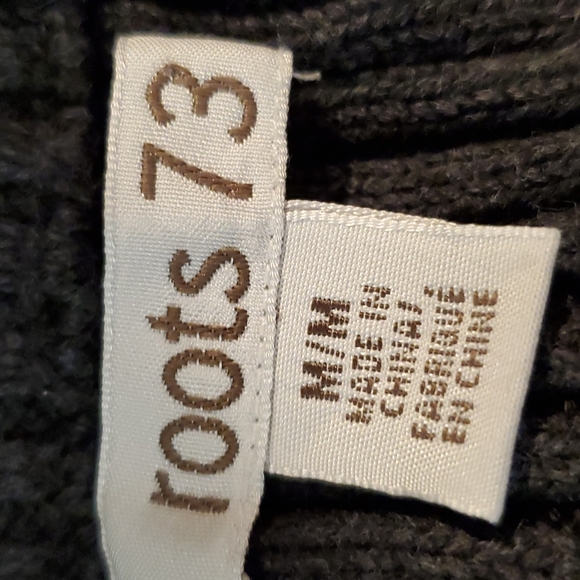 roots 73
M/M
MADE IN
CHINA/
FABRIQUÉ
EN CHINE